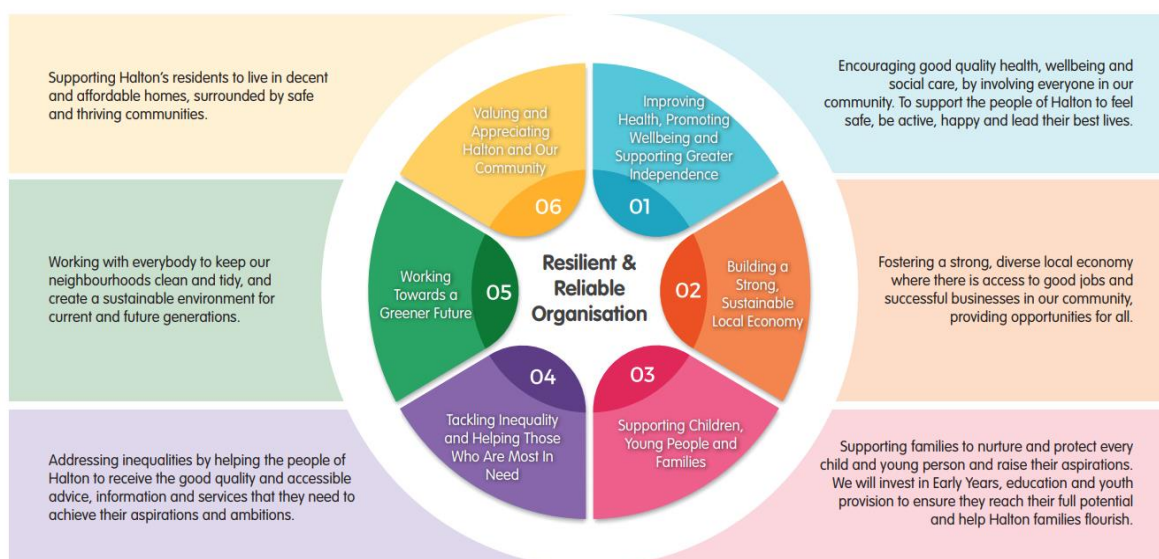 Supporting Halton’s residents to live in decent
and affordable homes, surrounded by safe
and thriving communities.
Valuing and
Appreciating
Halton and Our
Community
06
Improving
Health, Promoting
Wellbeing and
Supporting Greater
Independence
01
Encouraging good quality health, wellbeing and
social care, by involving everyone in our
community. To support the people of Halton to feel
safe, be active, happy and lead their best lives.
Working with everybody to keep our
neighbourhoods clean and tidy, and
create a sustainable environment for
current and future generations.
Working
Towards a
Greener Future
05
Resilient &
Reliable
Organisation
02
Building a
Strong,
Sustainable
Local Economy
Fostering a strong, diverse local economy
where there is access to good jobs and
successful businesses in our community,
providing opportunities for all.
Addressing inequalities by helping the people of
Halton to receive the good quality and accessible
advice, information and services that they need to
achieve their aspirations and ambitions.
04
Tackling Inequality
and Helping Those
Who Are Most In
Need
03
Supporting Children,
Young People and
Families
Supporting families to nurture and protect every
child and young person and raise their aspirations.
We will invest in Early Years, education and youth
provision to ensure they reach their full potential
and help Halton families flourish.